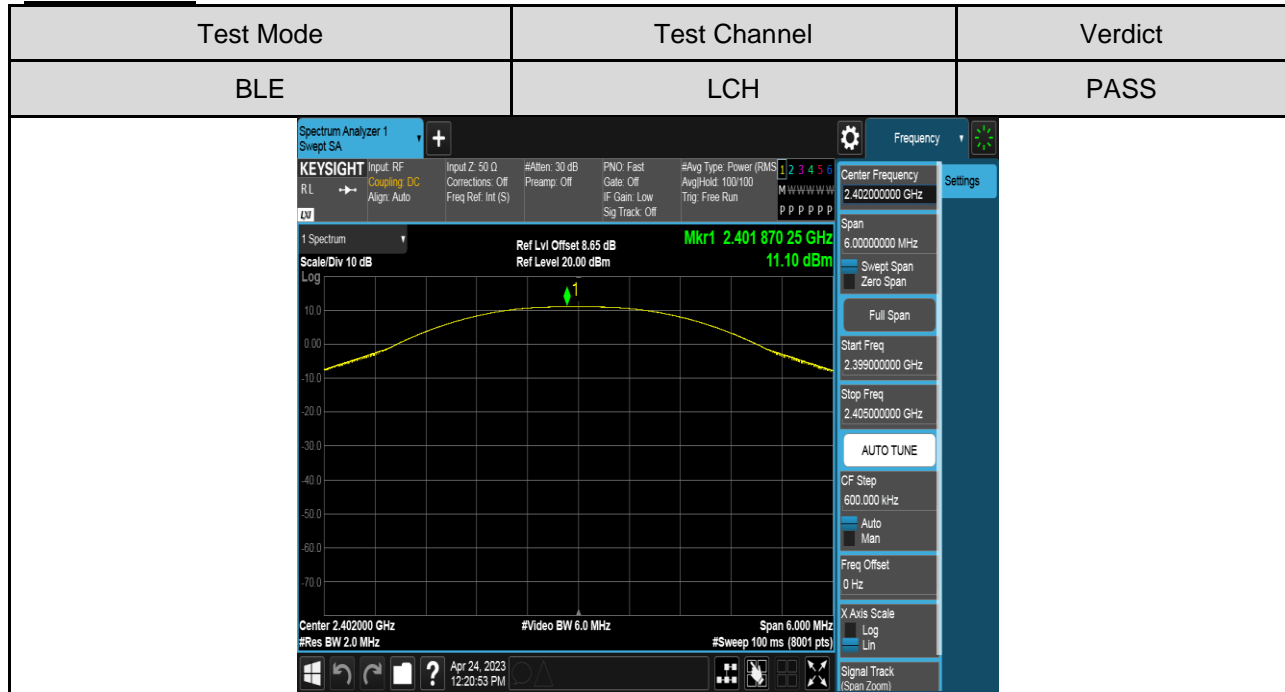 Test Mode Test Channel Verdict
BLE LCH PASS
Spectrum Analyzer 1
Swept SA
+
Frequency
KEYSIGHT Input: RF Input Z: 50 Ω #Atten: 30 dB PNO: Fast #Avg Type: Power (RMS 1 2 3 4 5 6
RL Coupling: DC Corrections: Off Preamp: Off Gate: Off Avg|Hold: 100/100 M W W W W W
Align: Auto Freq Ref: Int (S) IF Gain: Low Trig: Free Run
LXI Sig Track: Off P P P P P P
1 Spectrum
Scale/Div 10 dB
Ref Lvl Offset 8.65 dB
Ref Level 20.00 dBm
Mkr1 2.401 870 25 GHz
11.10 dBm
Log
1
10.0
0.00
-10.0
-20.0
-30.0
-40.0
-50.0
-60.0
-70.0
Center 2.402000 GHz #Video BW 6.0 MHz Span 6.000 MHz
#Res BW 2.0 MHz #Sweep 100 ms (8001 pts)
?
Apr 24, 2023
12:20:53 PM
Center Frequency
2.402000000 GHz
Settings
Span
6.00000000 MHz
Swept Span
Zero Span
Full Span
Start Freq
2.399000000 GHz
Stop Freq
2.405000000 GHz
AUTO TUNE
CF Step
600.000 kHz
Auto
Man
Freq Offset
0 Hz
X Axis Scale
Log
Lin
Signal Track
(Span Zoom)